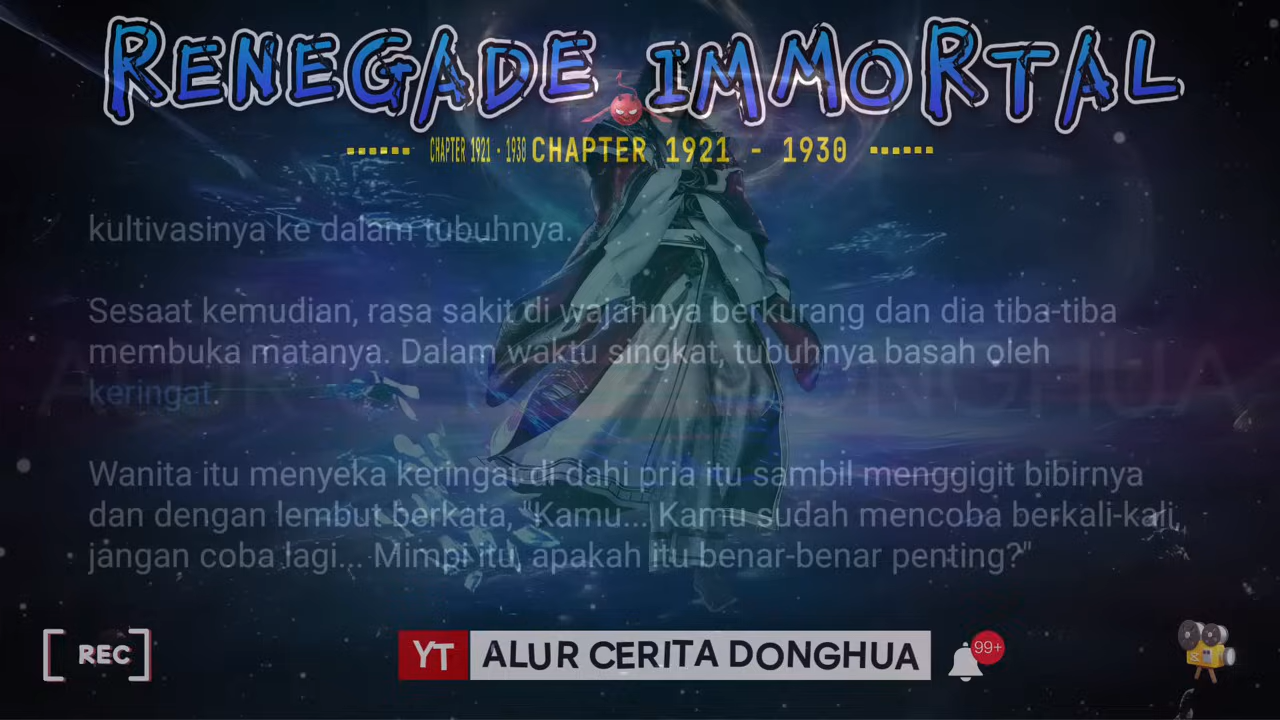 RENEGADE IMMORTAL
CHAPTER 1921 - 1930 CHAPTER 1921 - 1930
kultivasinya ke dalam tubuhnya.
Sesaat kemudian, rasa sakit di wajahnya berkurang dan dia tiba-tiba
membuka matanya. Dalam waktu singkat, tubuhnya basah oleh
keringat.
ALUR CERITA DONGHUA
Wanita itu menyeka keringat di dahi pria itu sambil menggigit bibirnya
dan dengan lembut berkata, "Kamu... Kamu sudah mencoba berkali-kali,
jangan coba lagi... Mimpi itu, apakah itu benar-benar penting?"
[REC]
YT ALUR CERITA DONGHUA
99+